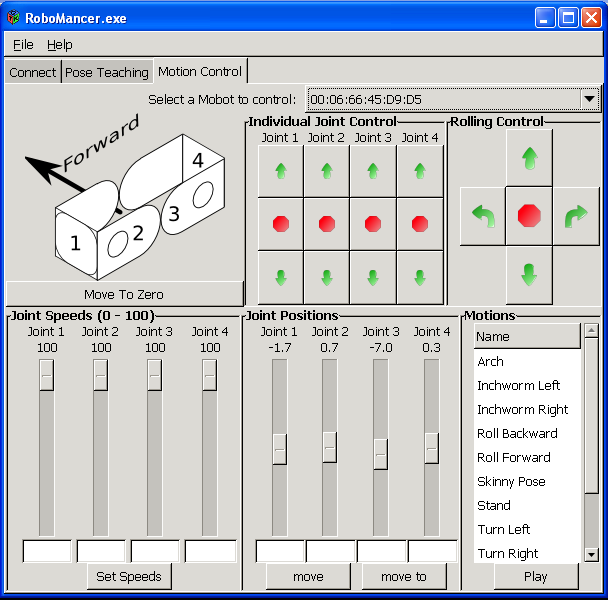 RoboMancer.exe
File Help
Connect Pose Teaching Motion Control
Select a Mobot to control: 00:06:66:45:D9:D5
Forward
1 2 3 4
Move To Zero
Individual Joint Control
Joint 1 Joint 2 Joint 3 Joint 4
Rolling Control
Joint Speeds (0 - 100)
Joint 1 Joint 2 Joint 3 Joint 4
100 100 100 100
Set Speeds
Joint Positions
Joint 1 Joint 2 Joint 3 Joint 4
-1.7 0.7 -7.0 0.3
move move to
Motions
Name
Arch
Inchworm Left
Inchworm Right
Roll Backward
Roll Forward
Skinny Pose
Stand
Turn Left
Turn Right
Play